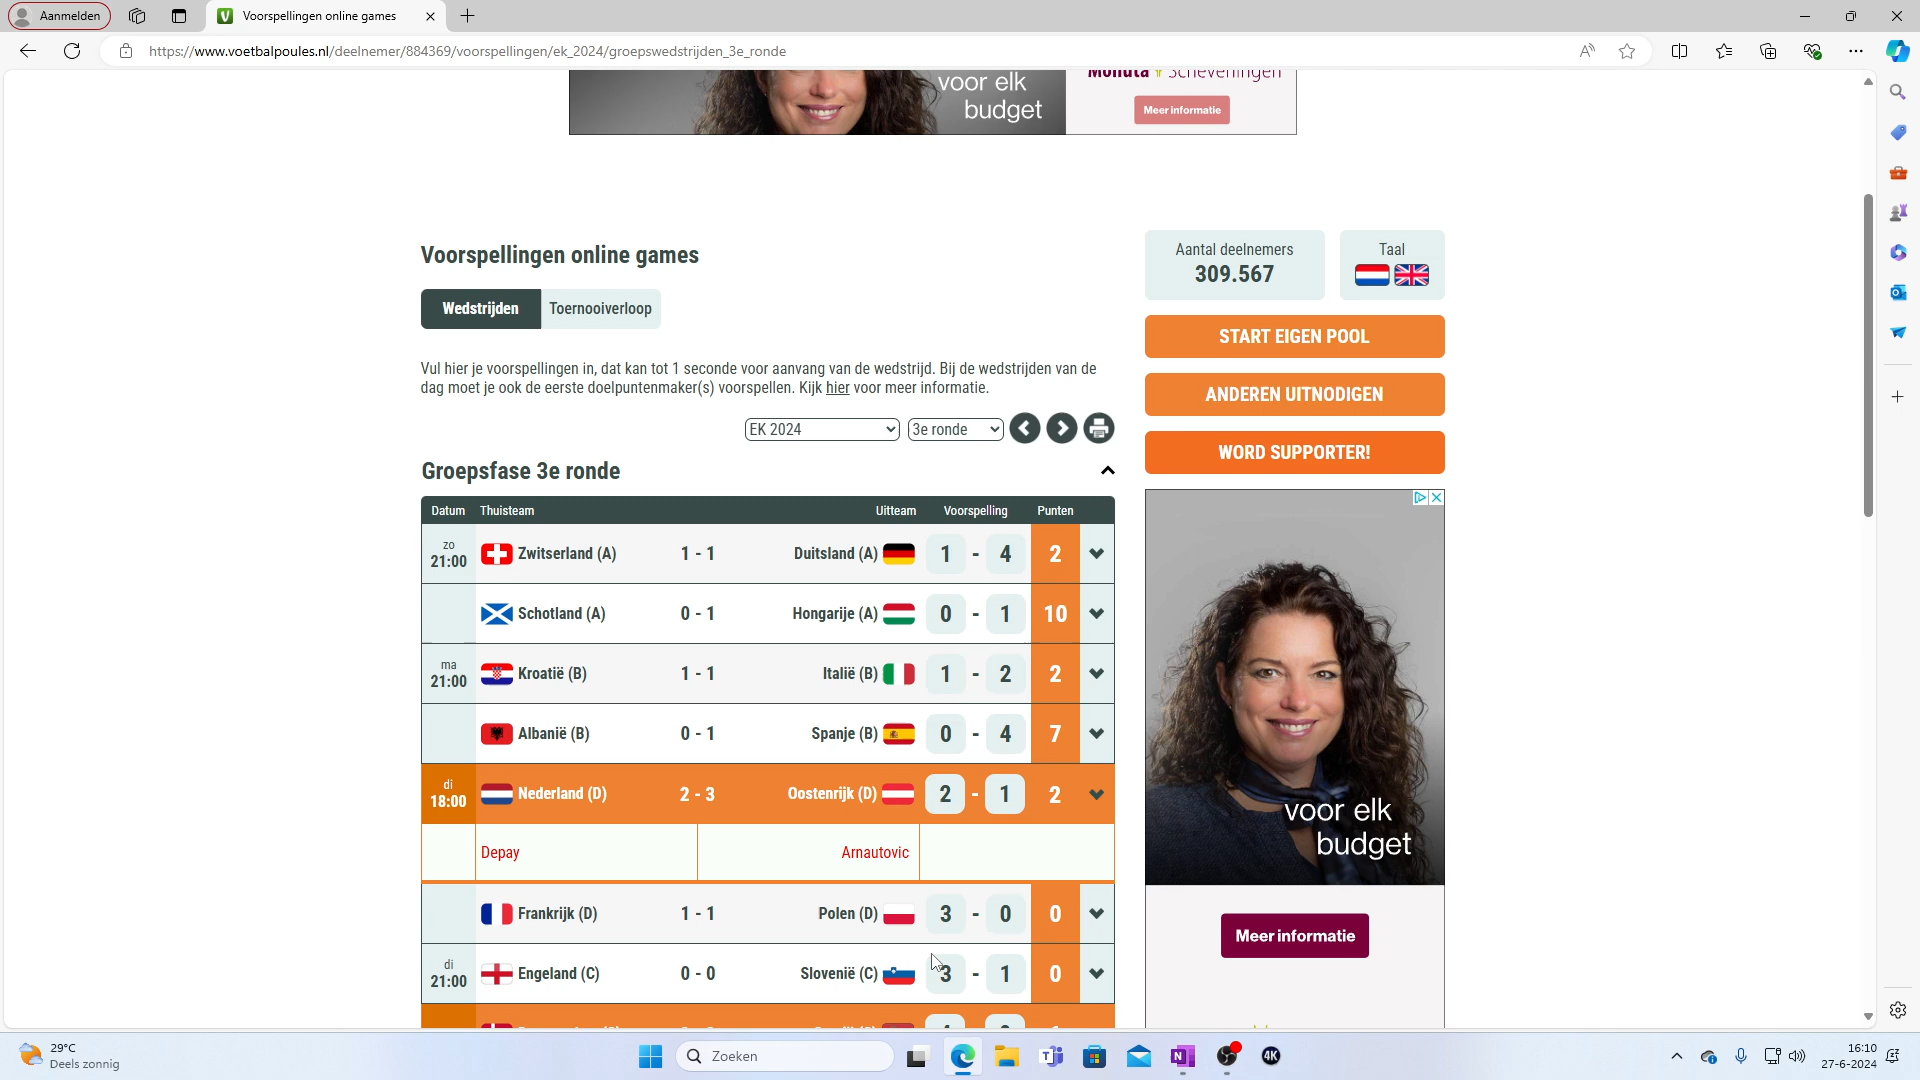 Aanmelden
Voorspellingen online games
https://www.voetbalpoules.nl/deelnemer/884369/voorspellingen/ek_2024/groepswedstrijden_3e_ronde
voor elk
budget
Monuta Scheveningen
Meer informatie
Voorspellingen online games
Wedstrijden Toernooiverloop
Vul hier je voorspellingen in, dat kan tot 1 seconde voor aanvang van de wedstrijd. Bij de wedstrijden van de
dag moet je ook de eerste doelpuntenmaker(s) voorspellen. Kijk hier voor meer informatie.
EK 2024 3e ronde
Groepsfase 3e ronde
Datum Thuisteam Uitteam Voorspelling Punten
zo
21:00 Zwitserland (A) 1 - 1 Duitsland (A) 1 - 4 2
Schotland (A) 0 - 1 Hongarije (A) 0 - 1 10
ma
21:00 Kroatië (B) 1 - 1 Italië (B) 1 - 2 2
Albanië (B) 0 - 1 Spanje (B) 0 - 4 7
di
18:00 Nederland (D) 2 - 3 Oostenrijk (D) 2 - 1 2
Depay Arnautovic
Frankrijk (D) 1 - 1 Polen (D) 3 - 0 0
di
21:00 Engeland (C) 0 - 0 Slovenië (C) 3 - 1 0
Aantal deelnemers
309.567
Taal
START EIGEN POOL
ANDEREN UITNODIGEN
WORD SUPPORTER!
voor elk
budget
Meer informatie
29°C
Deels zonnig
Zoeken
4K
16:10
27-6-2024